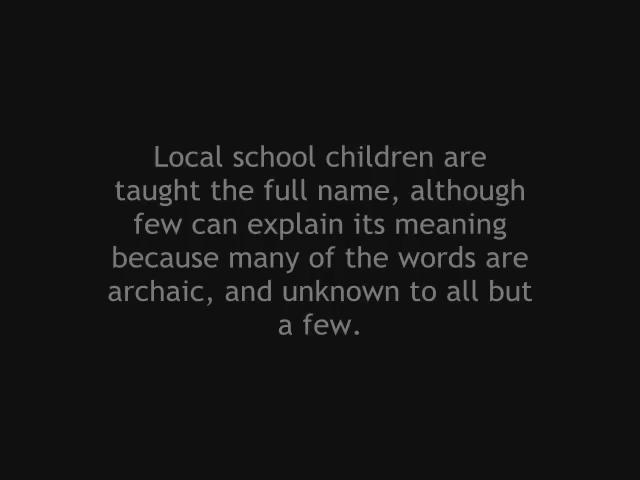 Local school children are
taught the full name, although
few can explain its meaning
because many of the words are
archaic, and unknown to all but
a few.